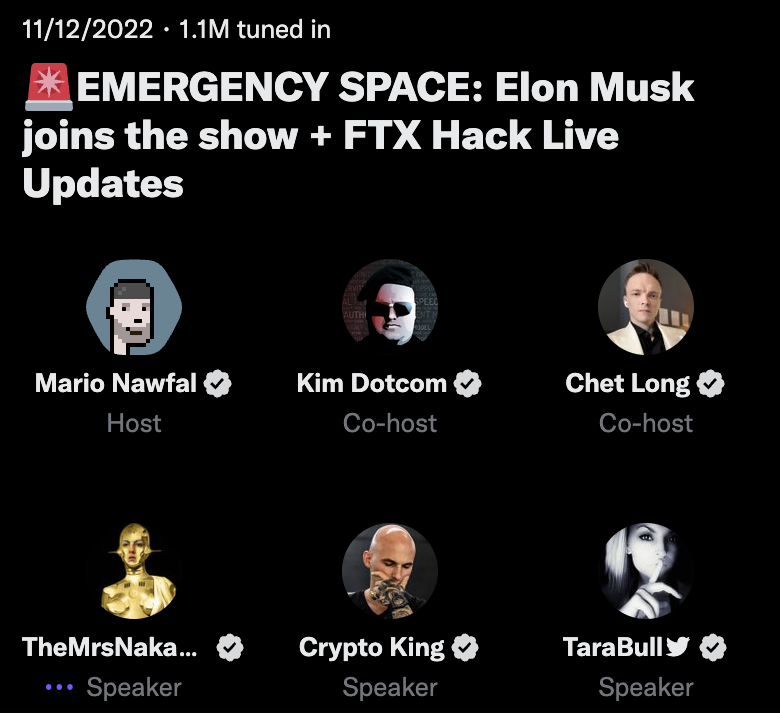 11/12/2022 · 1.1M tuned in
🚨EMERGENCY SPACE: Elon Musk
joins the show + FTX Hack Live
Updates
Mario Nawfal
Kim Dotcom
Chet Long
Host
Co-host
Co-host
TheMrsNaka...
Crypto King
TaraBull
Speaker
Speaker
Speaker